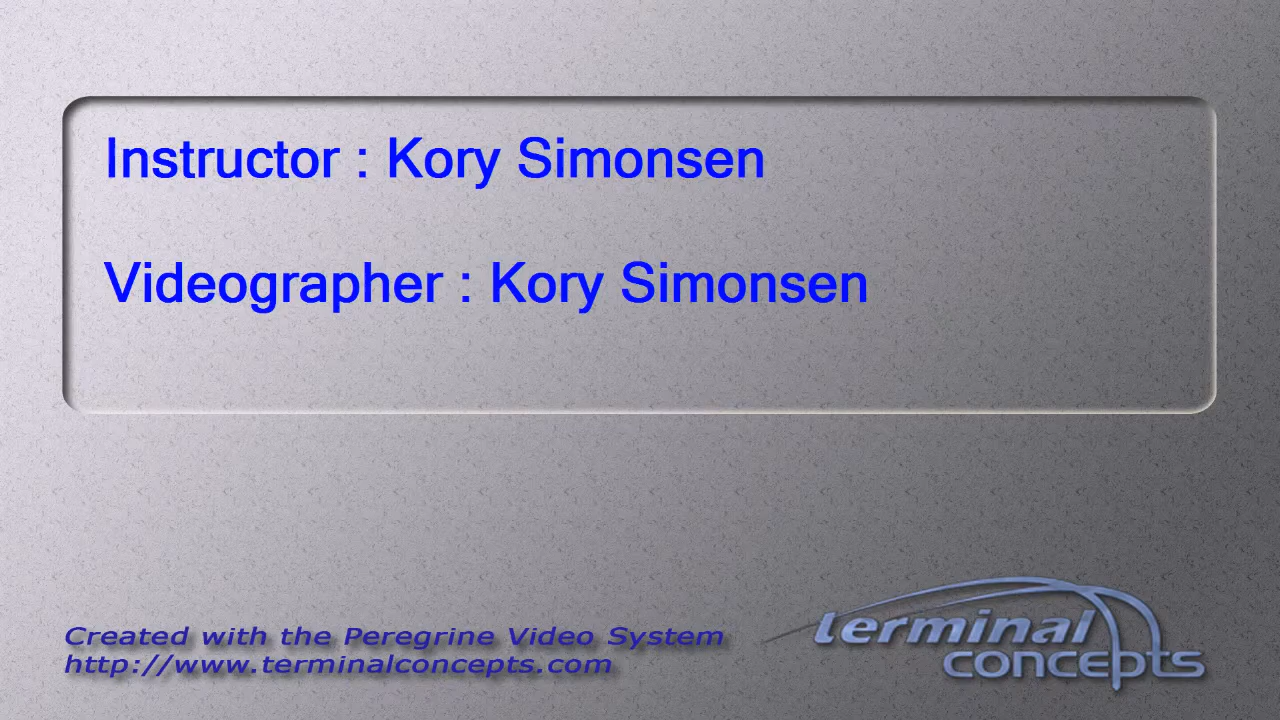 Instructor : Kory Simonsen
Videographer : Kory Simonsen
Created with the Peregrine Video System
http://www.terminalconcepts.com
terminal
concepts